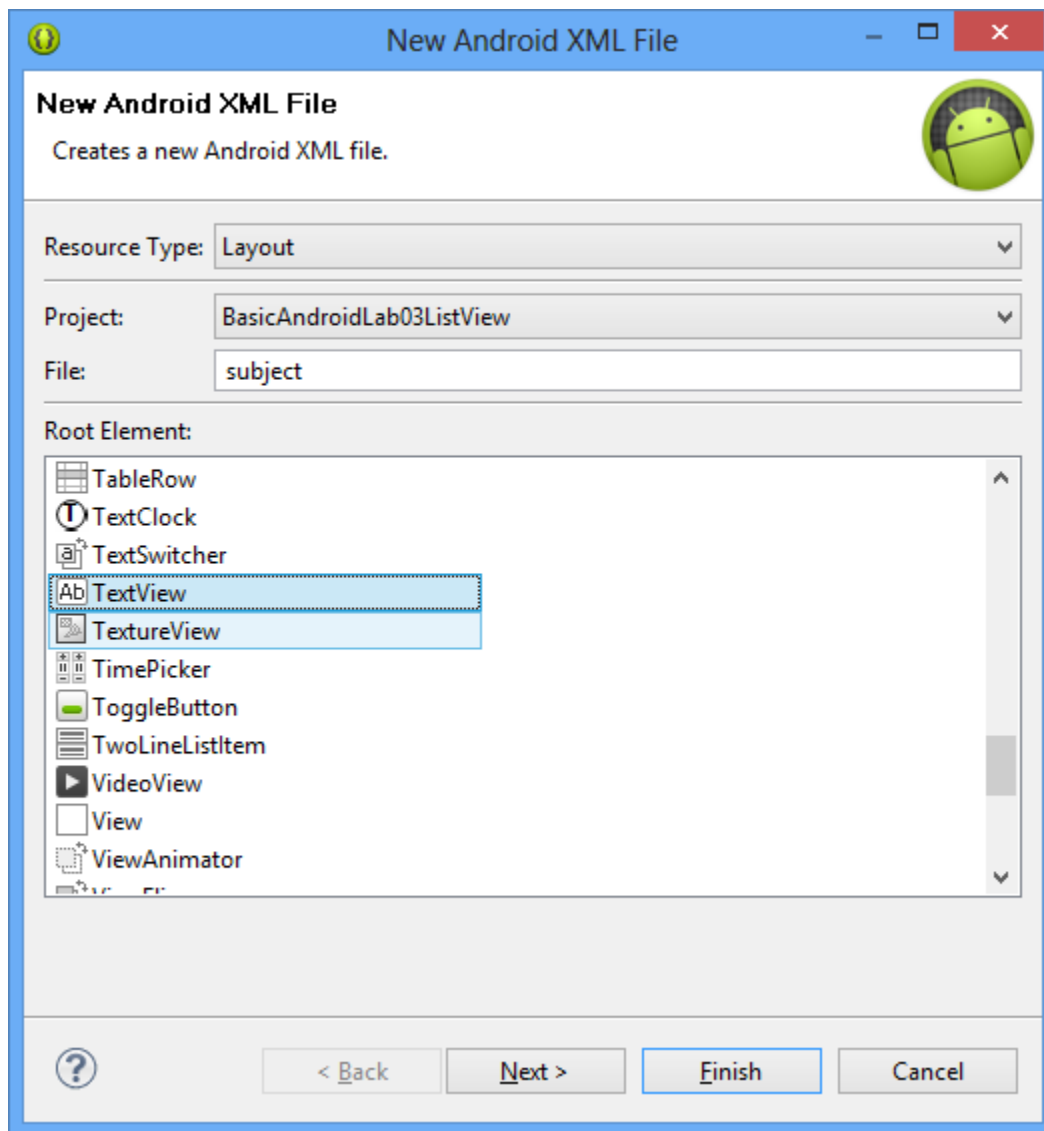 New Android XML File
New Android XML File
Creates a new Android XML file.
Resource Type: Layout
Project: BasicAndroidLab03ListView
File: subject
Root Element:
TableRow
TextClock
TextSwitcher
Ab TextView
TextureView
TimePicker
ToggleButton
TwoLineListItem
VideoView
View
ViewAnimator
< Back Next > Finish Cancel